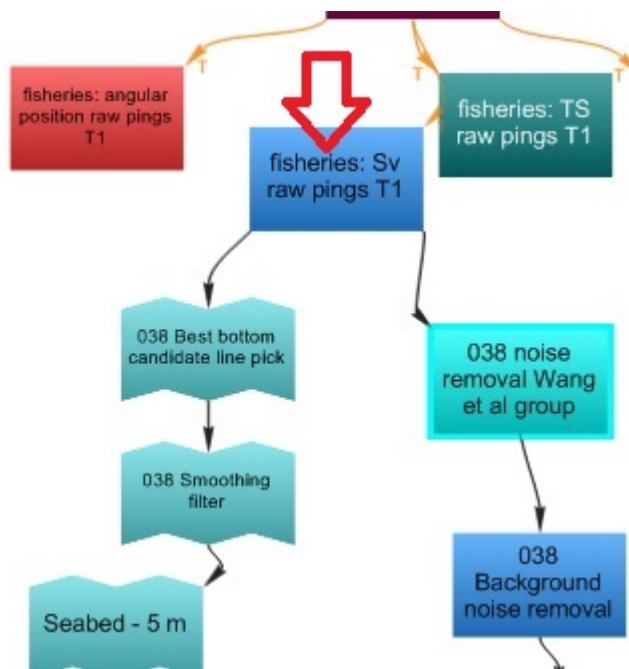 T
T
T
fisheries: angular
position raw pings
T1
fisheries: TS
raw pings T1
fisheries: Sv
raw pings T1
038 Best bottom
candidate line pick
038 noise
removal Wang
et al group
038 Smoothing
filter
038
Background
noise removal
Seabed - 5 m